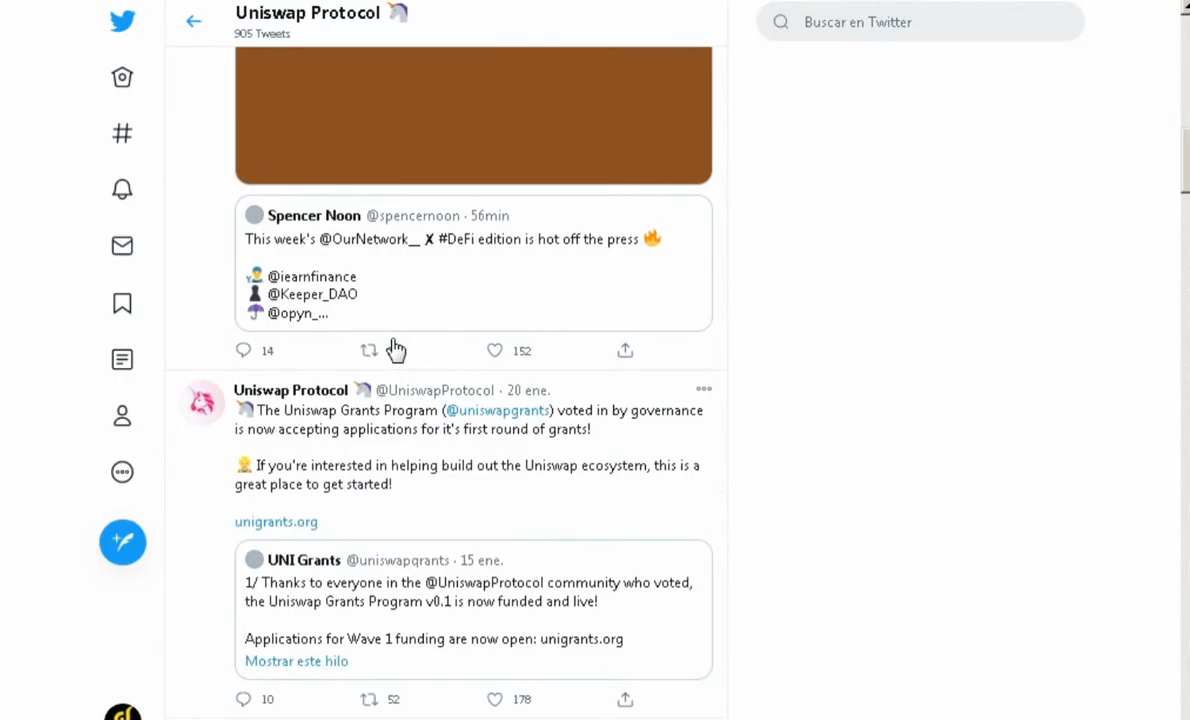 Uniswap Protocol 🦄
905 Tweets
Buscar en Twitter
Spencer Noon @spencernoon · 56min
This week's @OurNetwork__ ✗ #DeFi edition is hot off the press 🔥
@iearnfinance
♟ @Keeper_DAO
☂ @opyn_...
14 152
Uniswap Protocol 🦄 @UniswapProtocol · 20 ene.
🦄 The Uniswap Grants Program (@uniswapgrants) voted in by governance
is now accepting applications for it's first round of grants!
If you're interested in helping build out the Uniswap ecosystem, this is a
great place to get started!
unigrants.org
UNI Grants @uniswapgrants · 15 ene.
1/ Thanks to everyone in the @UniswapProtocol community who voted,
the Uniswap Grants Program v0.1 is now funded and live!
Applications for Wave 1 funding are now open: unigrants.org
Mostrar este hilo
10 52 178